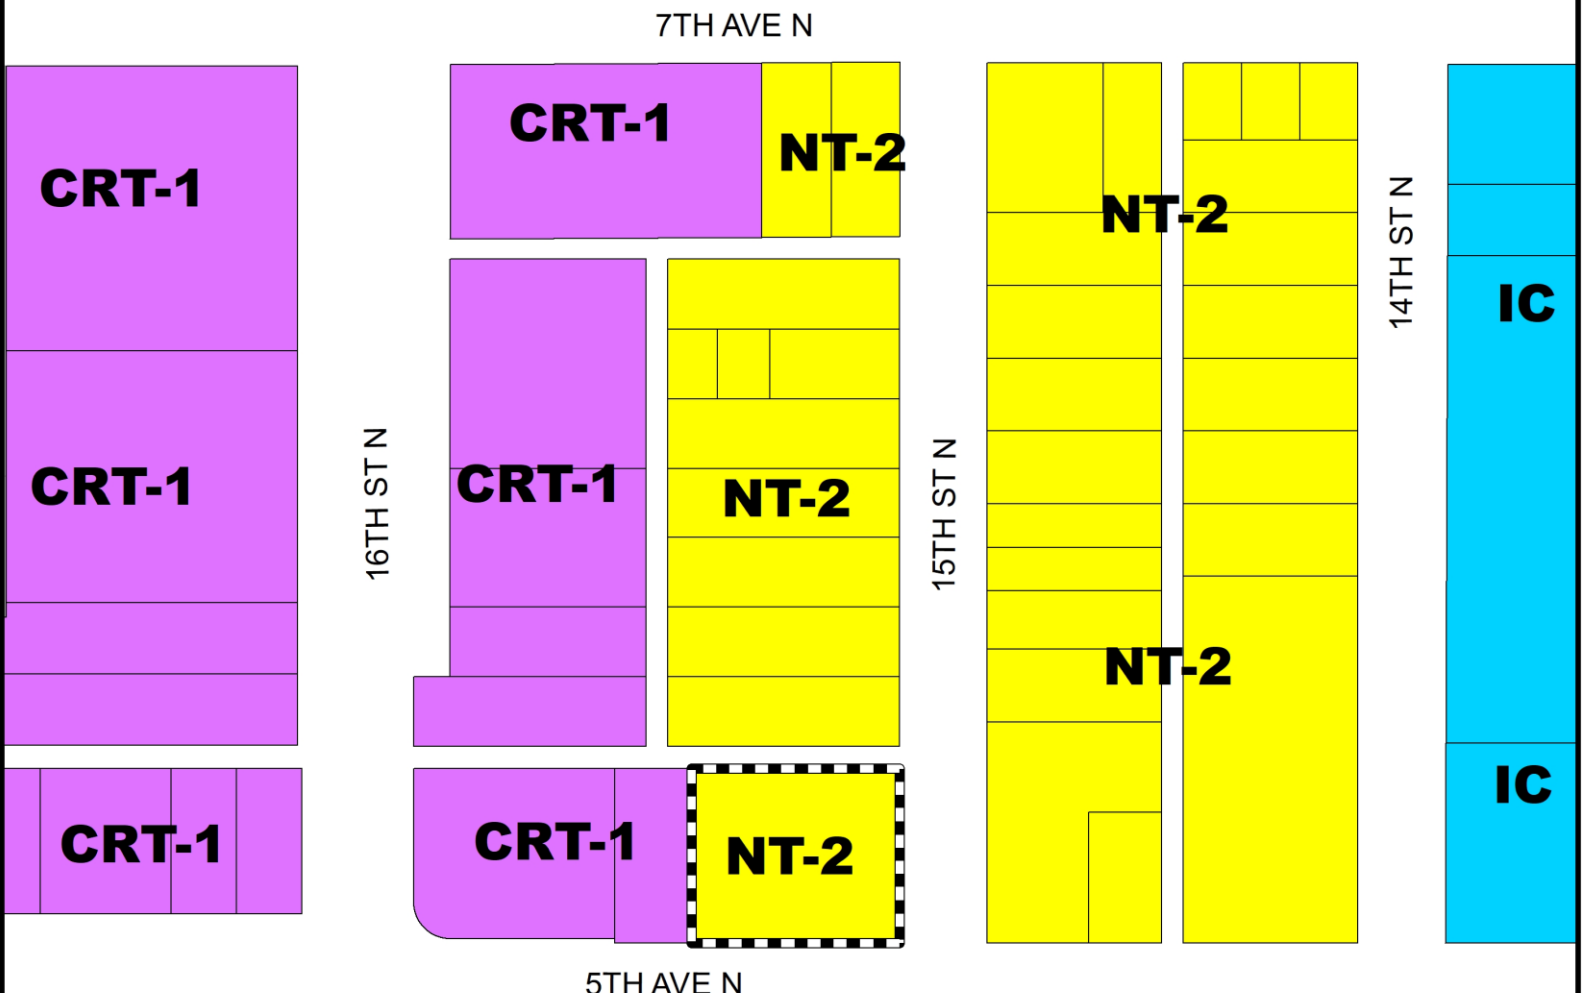 7TH AVE N
CRT-1
NT-2
CRT-1
NT-2
14TH ST N
IC
CRT-1
16TH ST N
CRT-1
NT-2
15TH ST N
NT-2
CRT-1
CRT-1
NT-2
IC
5TH AVE N